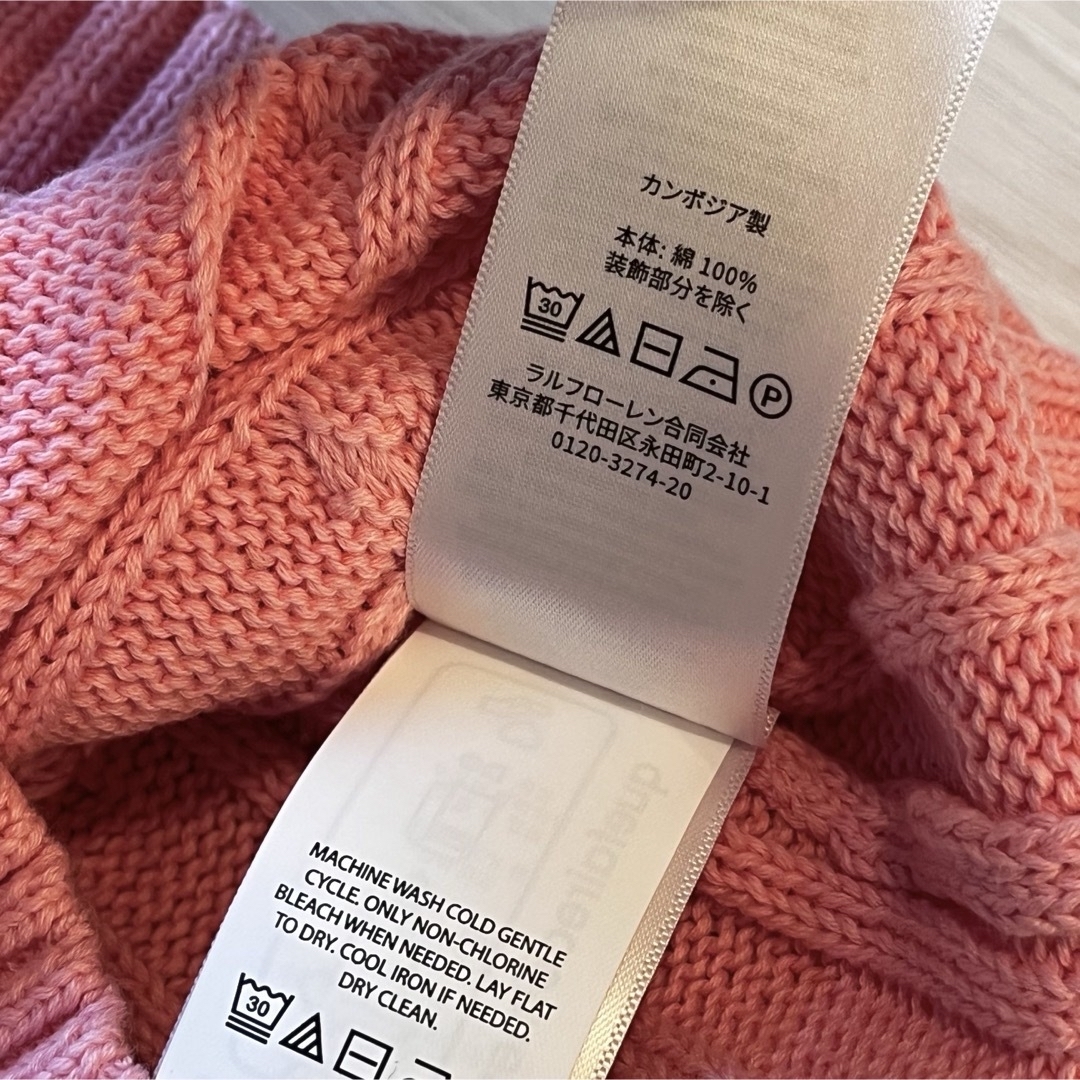 カンボジア製
本体: 綿 100%
装飾部分を除く
30
P
ラルフローレン合同会社
東京都千代田区永田町2-10-1
0120-3274-20
MACHINE WASH COLD GENTLE
CYCLE. ONLY NON-CHLORINE
BLEACH WHEN NEEDED. LAY FLAT
TO DRY. COOL IRON IF NEEDED.
DRY CLEAN.
30